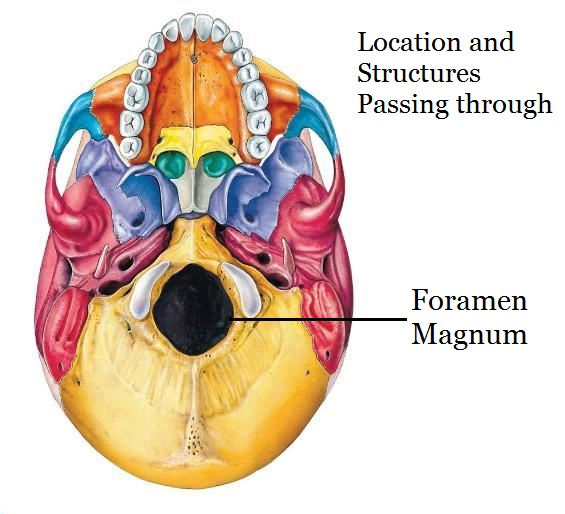 Location and
Structures
Passing through
Foramen
Magnum